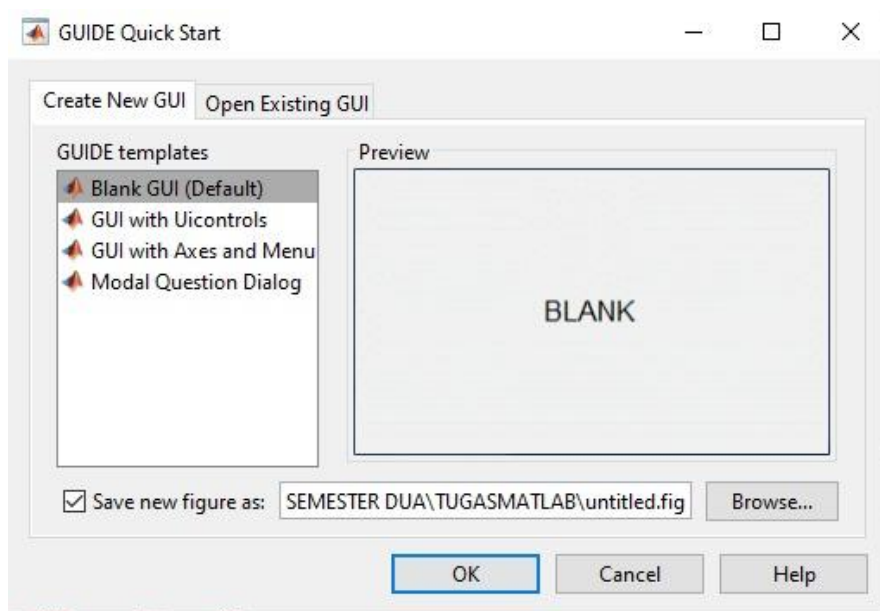 GUIDE Quick Start
Create New GUI Open Existing GUI
GUIDE templates
Preview
Blank GUI (Default)
GUI with Uicontrols
GUI with Axes and Menu
Modal Question Dialog
BLANK
Save new figure as: SEMESTER DUA\TUGASMATLAB\untitled.fig Browse...
OK Cancel Help